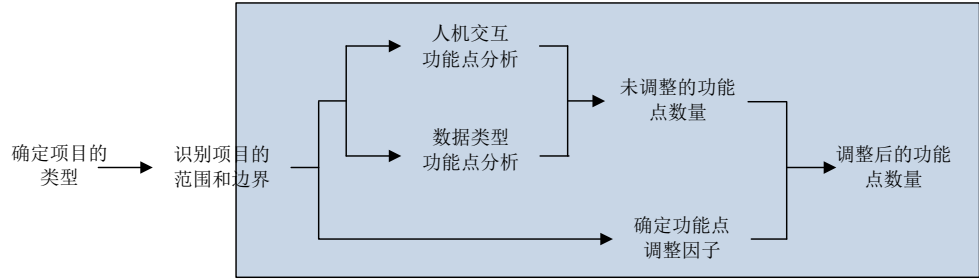 确定项目的
类型
识别项目的
范围和边界
人机交互
功能点分析
数据类型
功能点分析
未调整的功能
点数量
确定功能点
调整因子
调整后的功能
点数量